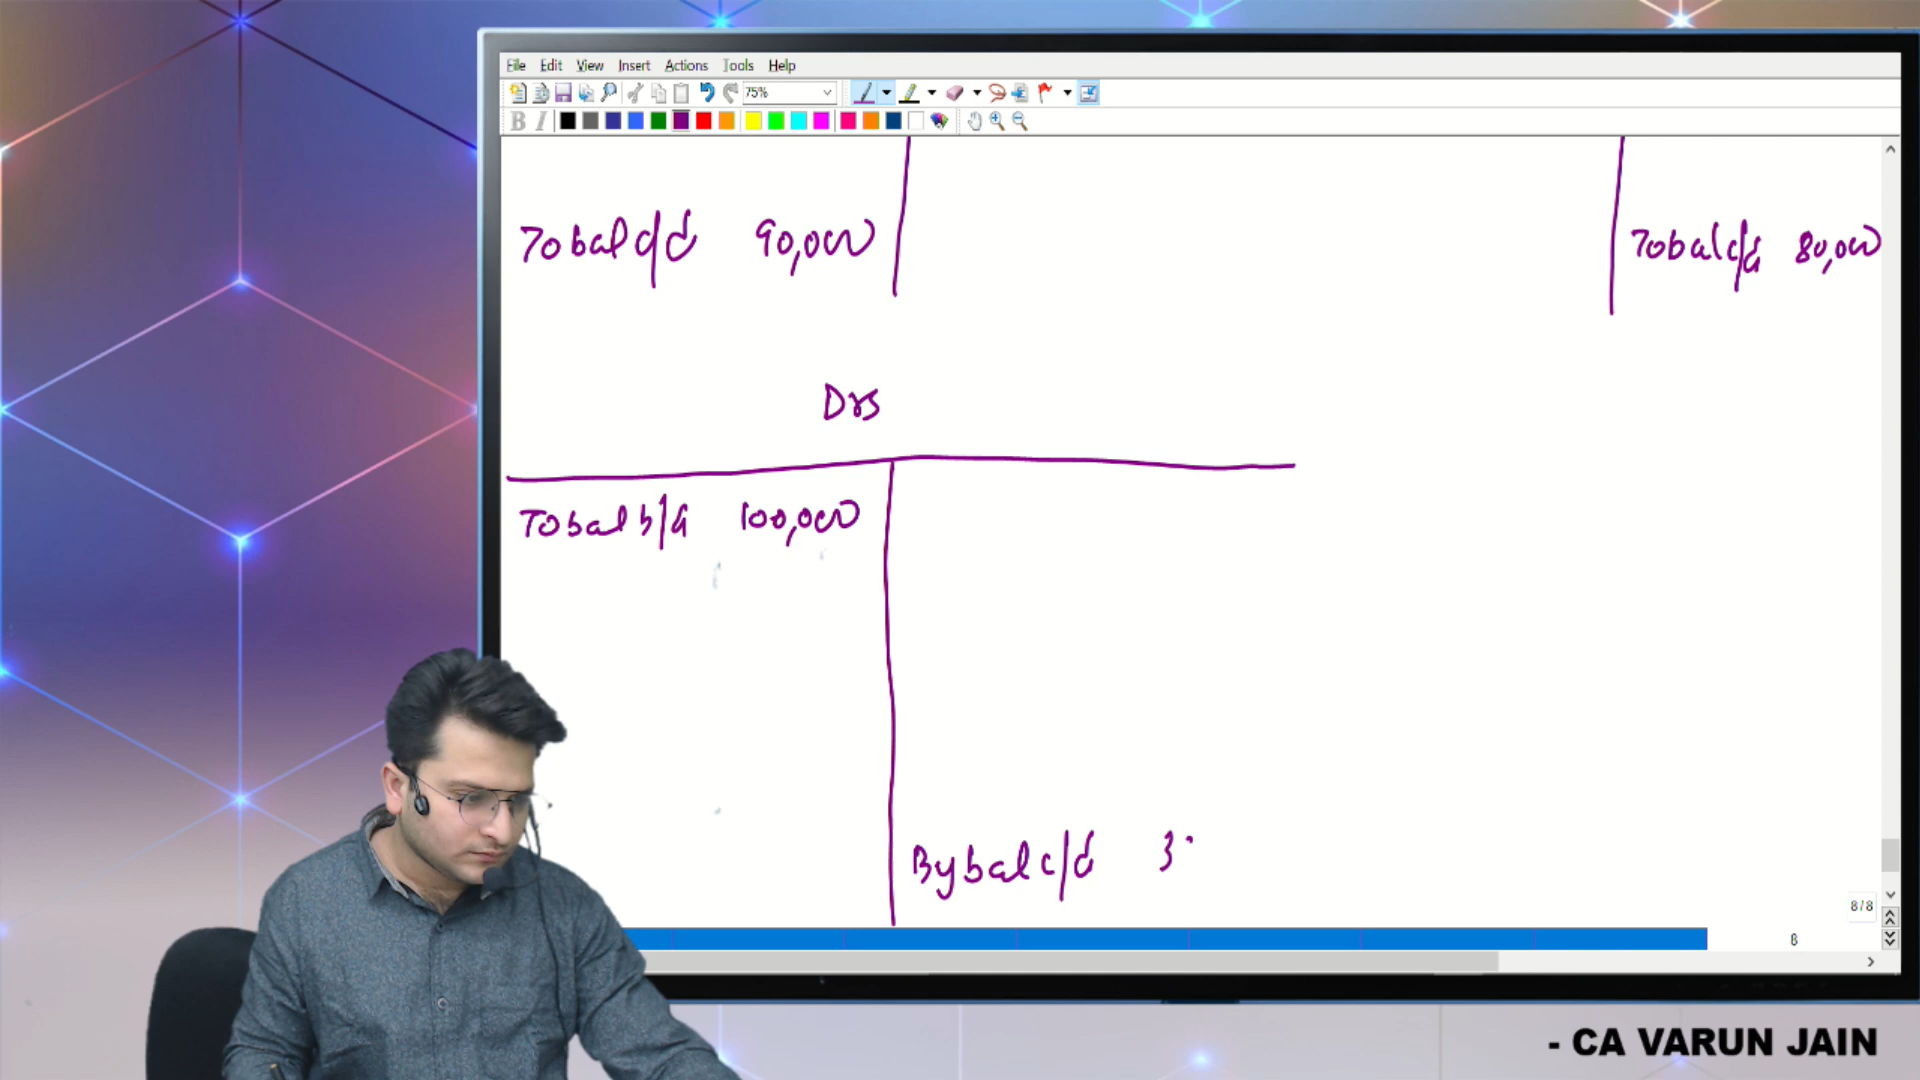 File Edit View Insert Actions Tools Help
75%
B I
To bal c/d 90,000
To bal c/d 80,000
Drs
To bal b/d 100,000
By bal c/d 3
8/8
8
- CA VARUN JAIN